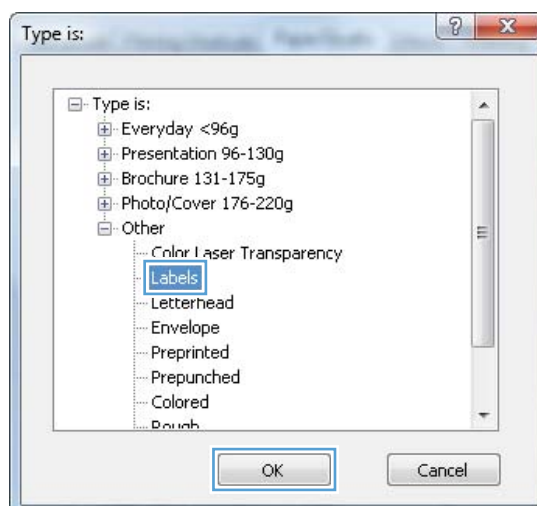 Type is:
Type is:
Everyday <96g
Presentation 96-130g
Brochure 131-175g
Photo/Cover 176-220g
Other
Color Laser Transparency
Labels
Letterhead
Envelope
Preprinted
Prepunched
Colored
Rough
OK Cancel